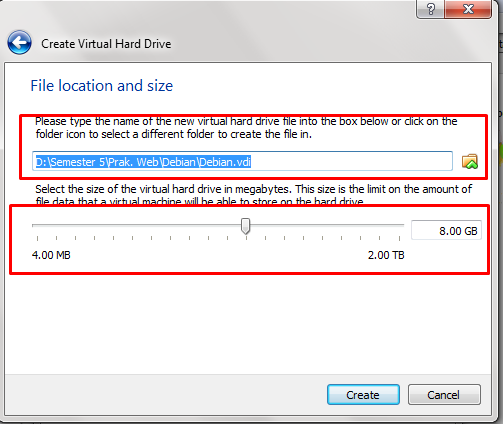 Create Virtual Hard Drive
File location and size
Please type the name of the new virtual hard drive file into the box below or click on the
folder icon to select a different folder to create the file in.
D:\Semester 5\Prak. Web\Debian\Debian.vdi
Select the size of the virtual hard drive in megabytes. This size is the limit on the amount of
file data that a virtual machine will be able to store on the hard drive.
8.00 GB
4.00 MB 2.00 TB
Create Cancel